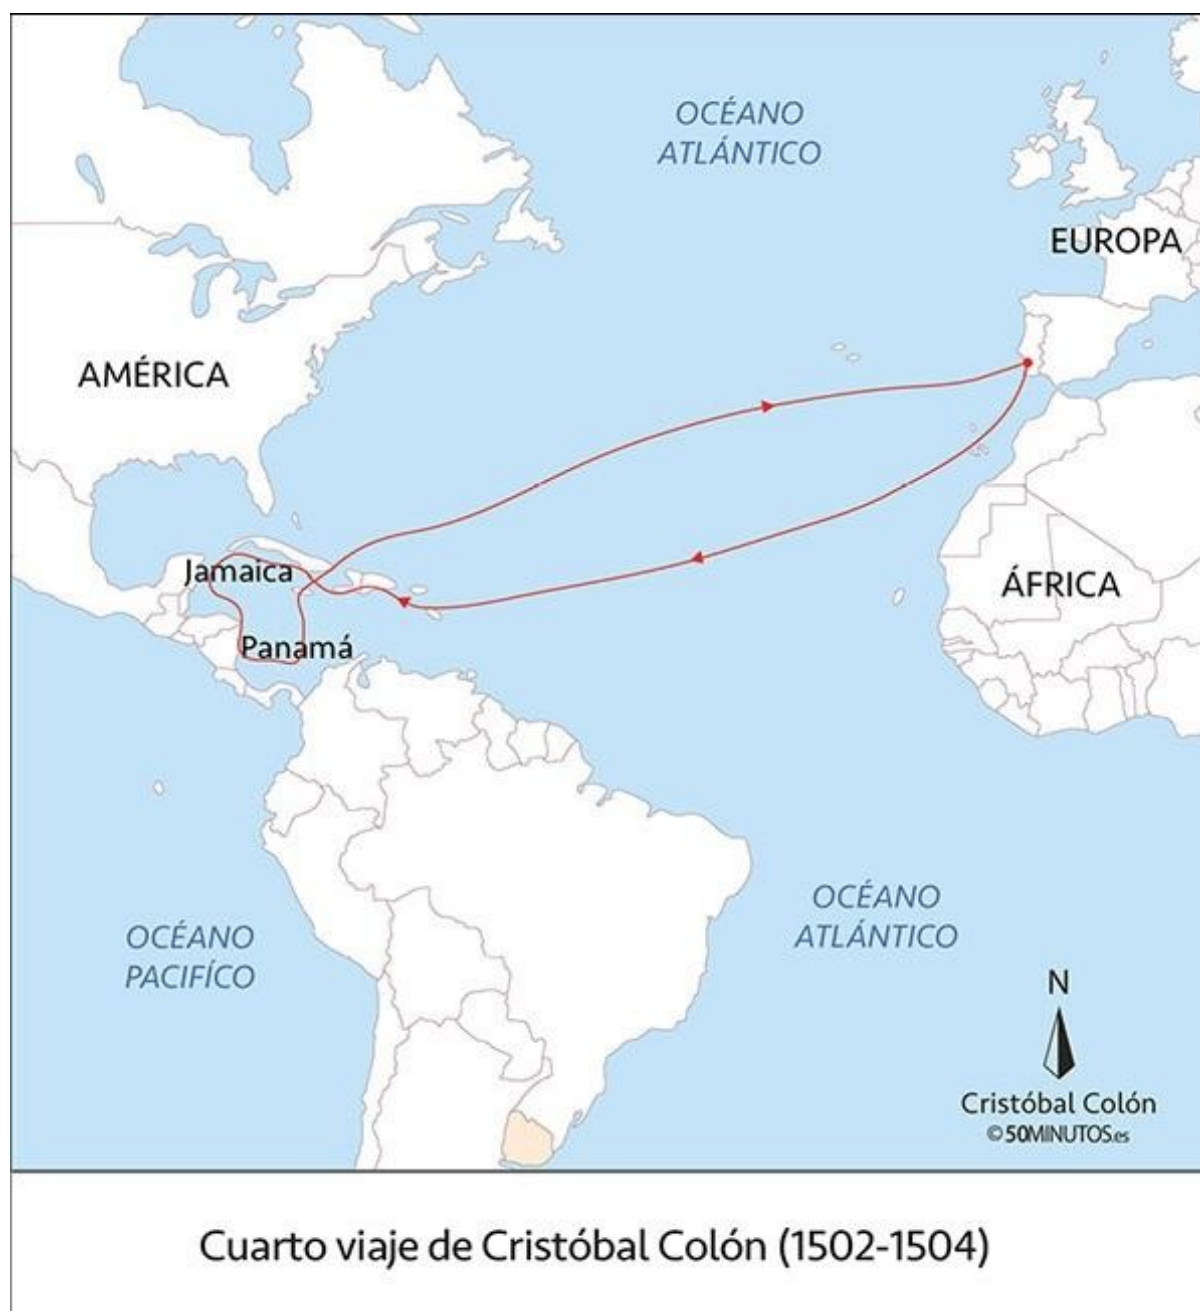 OCÉANO
ATLÁNTICO
EUROPA
AMÉRICA
Jamaica
ÁFRICA
Panamá
OCÉANO
ATLÁNTICO
OCÉANO
PACIFÍCO
N
Cristóbal Colón
©50MINUTOS.es
Cuarto viaje de Cristóbal Colón (1502-1504)